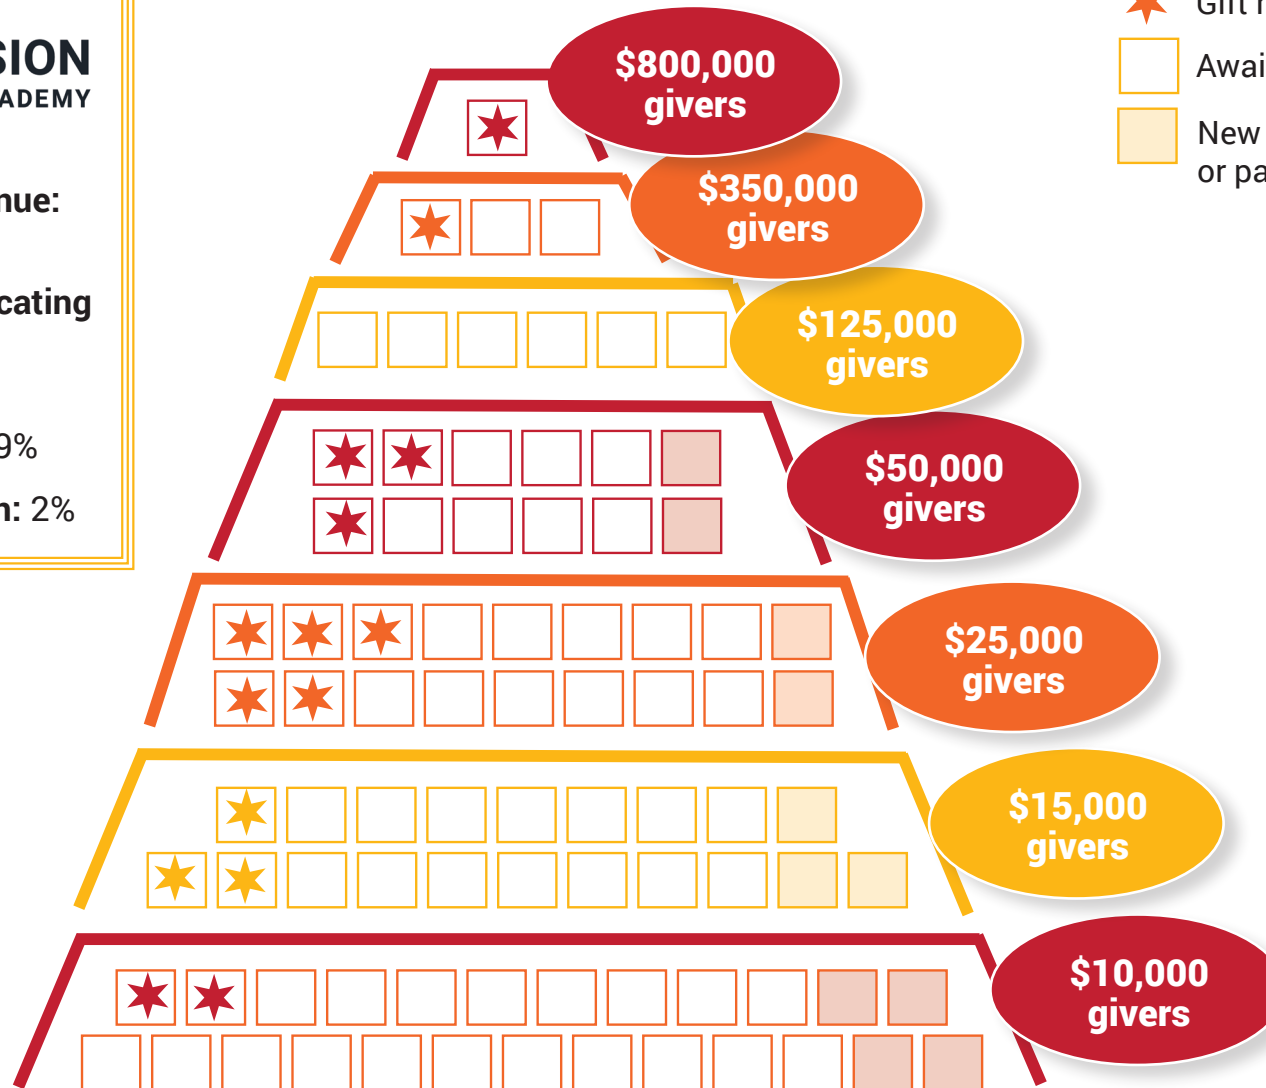 SION
ADEMY
nue:
cating
9%
n: 2%
$800,000
givers
$350,000
givers
$125,000
givers
$50,000
givers
$25,000
givers
$15,000
givers
$10,000
givers
Gift r
Awai
New
or pa